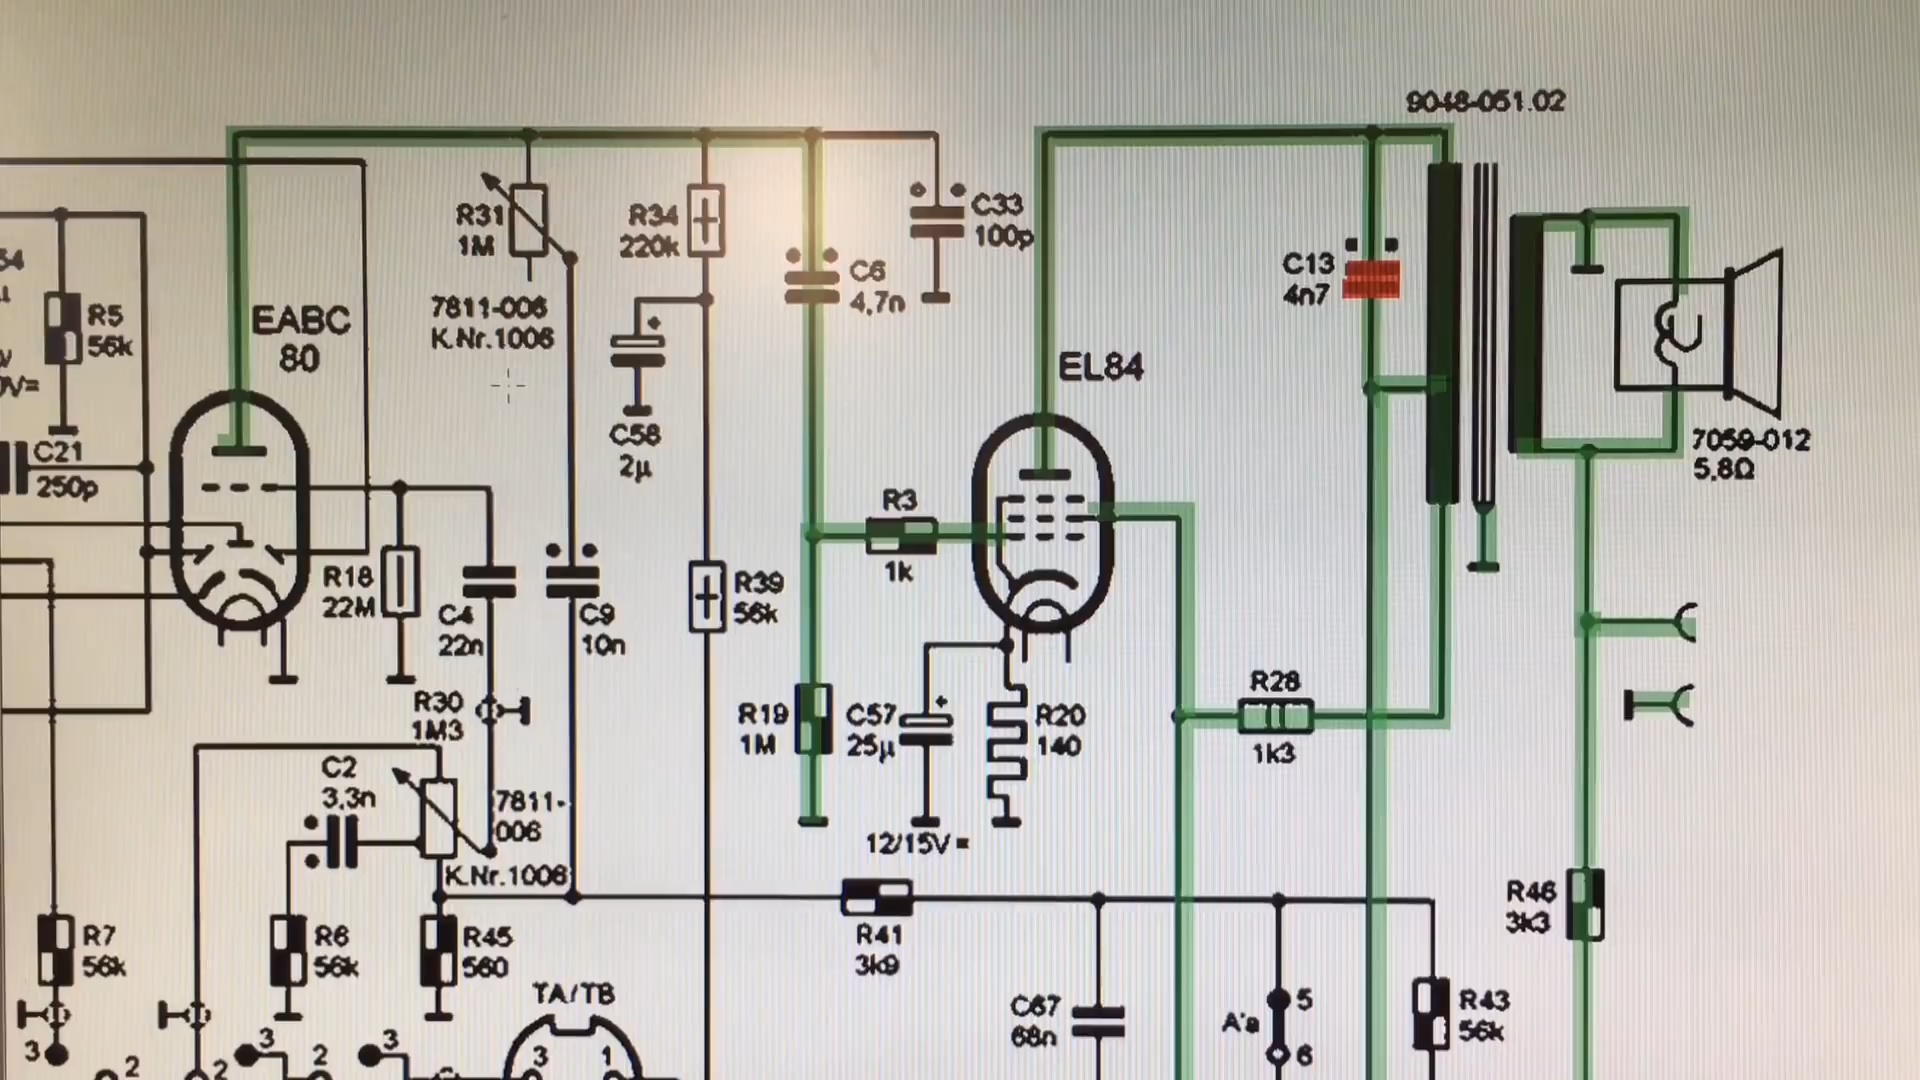 9048-051.02
R31
1M
R34
220k
C33
100p
C6
4,7n
C13
4n7
54
R5
56k
EABC
80
7811-006
K.Nr.1006
EL84
C58
2µ
C21
250p
7059-012
5,8Ω
R3
1k
R18
22M
C4
22n
C9
10n
R39
56k
R30
1M3
R19
1M
C57
25µ
R20
140
R28
1k3
C2
3,3n
7811-
006
12/15V=
K.Nr.1006
R46
3k3
R7
56k
R6
56k
R45
560
R41
3k9
TA/TB
C67
68n
A'a
5
6
R43
56k
3
2
2
3
2
3
3
1